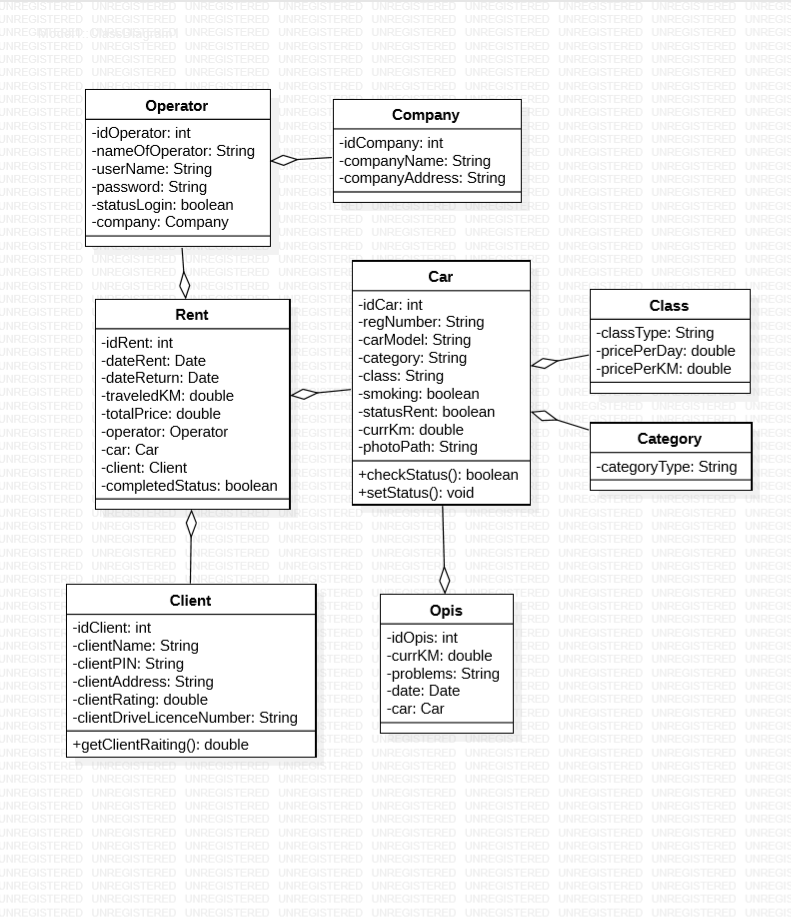 Model1: ClassDiagram1
Operator
-idOperator: int
-nameOfOperator: String
-userName: String
-password: String
-statusLogin: boolean
-company: Company
Company
-idCompany: int
-companyName: String
-companyAddress: String
Rent
-idRent: int
-dateRent: Date
-dateReturn: Date
-traveledKM: double
-totalPrice: double
-operator: Operator
-car: Car
-client: Client
-completedStatus: boolean
Car
-idCar: int
-regNumber: String
-carModel: String
-category: String
-class: String
-smoking: boolean
-statusRent: boolean
-currKm: double
-photoPath: String
+checkStatus(): boolean
+setStatus(): void
Class
-classType: String
-pricePerDay: double
-pricePerKM: double
Category
-categoryType: String
Client
-idClient: int
-clientName: String
-clientPIN: String
-clientAddress: String
-clientRating: double
-clientDriveLicenceNumber: String
+getClientRaiting(): double
Opis
-idOpis: int
-currKM: double
-problems: String
-date: Date
-car: Car
UNREGISTERED